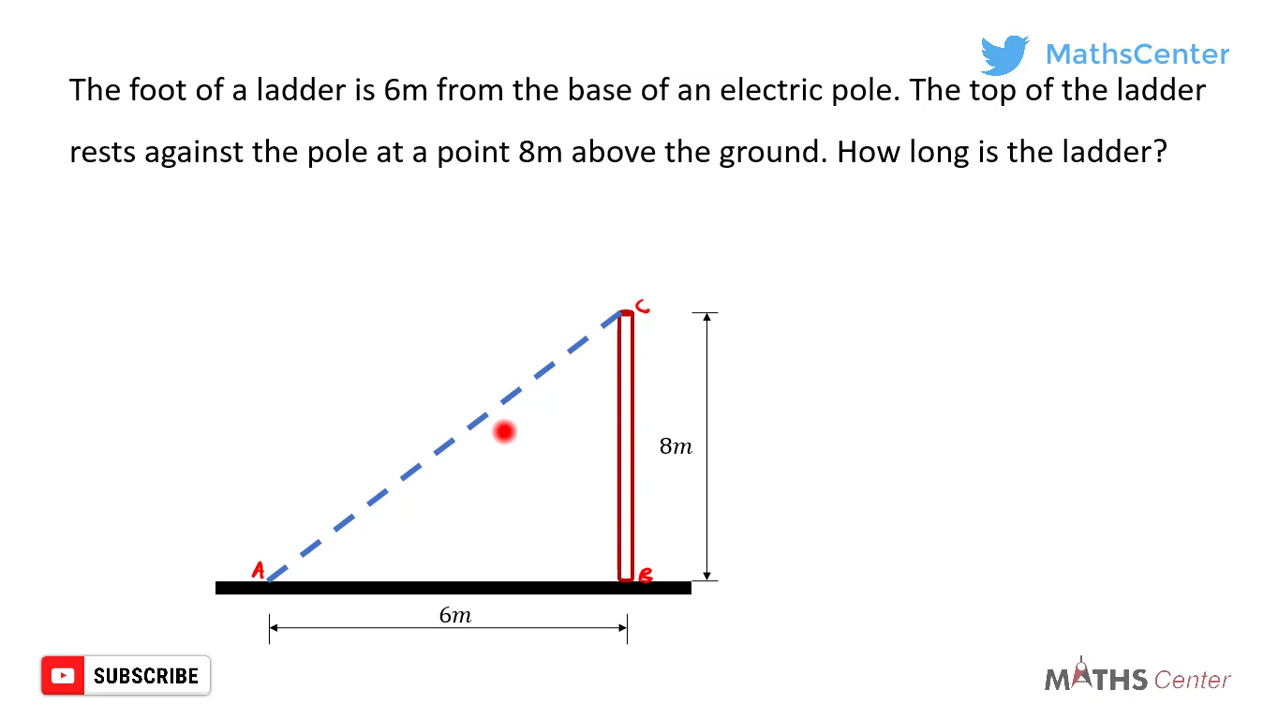 MathsCenter
The foot of a ladder is 6m from the base of an electric pole. The top of the ladder
rests against the pole at a point 8m above the ground. How long is the ladder?
C
8m
A
B
6m
SUBSCRIBE
MATHS Center